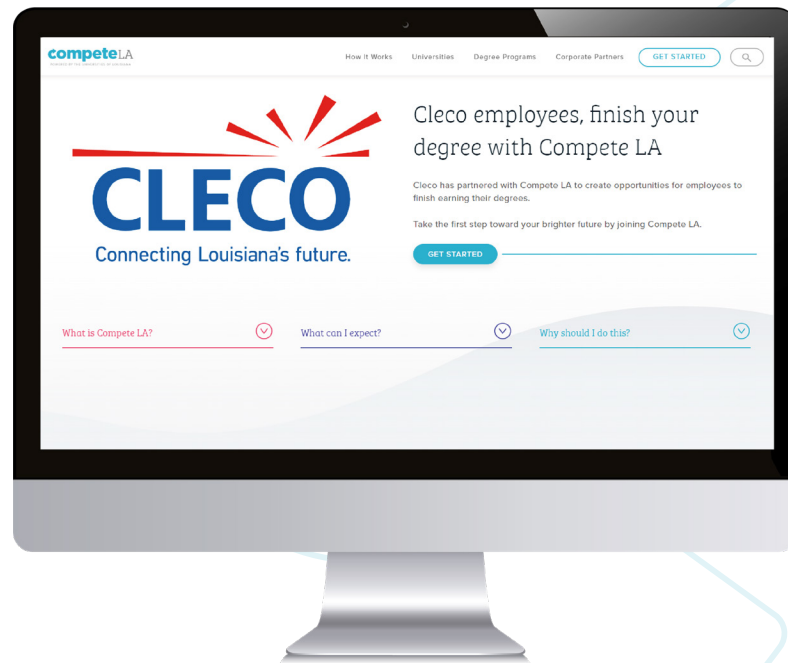 competeLA
How It Works
Universities
Degree Programs
Corporate Partners
GET STARTED
CLECO
Connecting Louisiana's future.
Cleco employees, finish your
degree with Compete LA
Cleco has partnered with Compete LA to create opportunities for employees to
finish earning their degrees.
Take the first step toward your brighter future by joining Compete LA.
GET STARTED
What is Compete LA?
What can I expect?
Why should I do this?